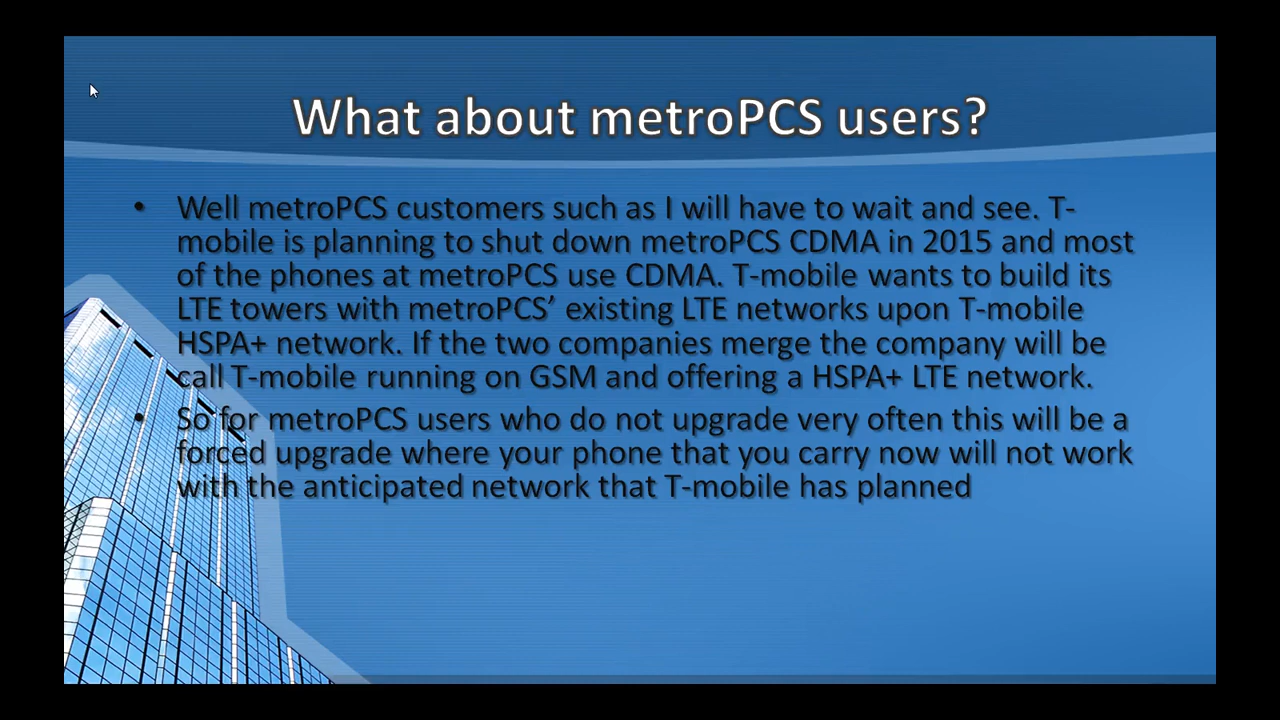 What about metroPCS users?
• Well metroPCS customers such as I will have to wait and see. T-
mobile is planning to shut down metroPCS CDMA in 2015 and most
of the phones at metroPCS use CDMA. T-mobile wants to build its
LTE towers with metroPCS’ existing LTE networks upon T-mobile
HSPA+ network. If the two companies merge the company will be
call T-mobile running on GSM and offering a HSPA+ LTE network.
• So for metroPCS users who do not upgrade very often this will be a
forced upgrade where your phone that you carry now will not work
with the anticipated network that T-mobile has planned